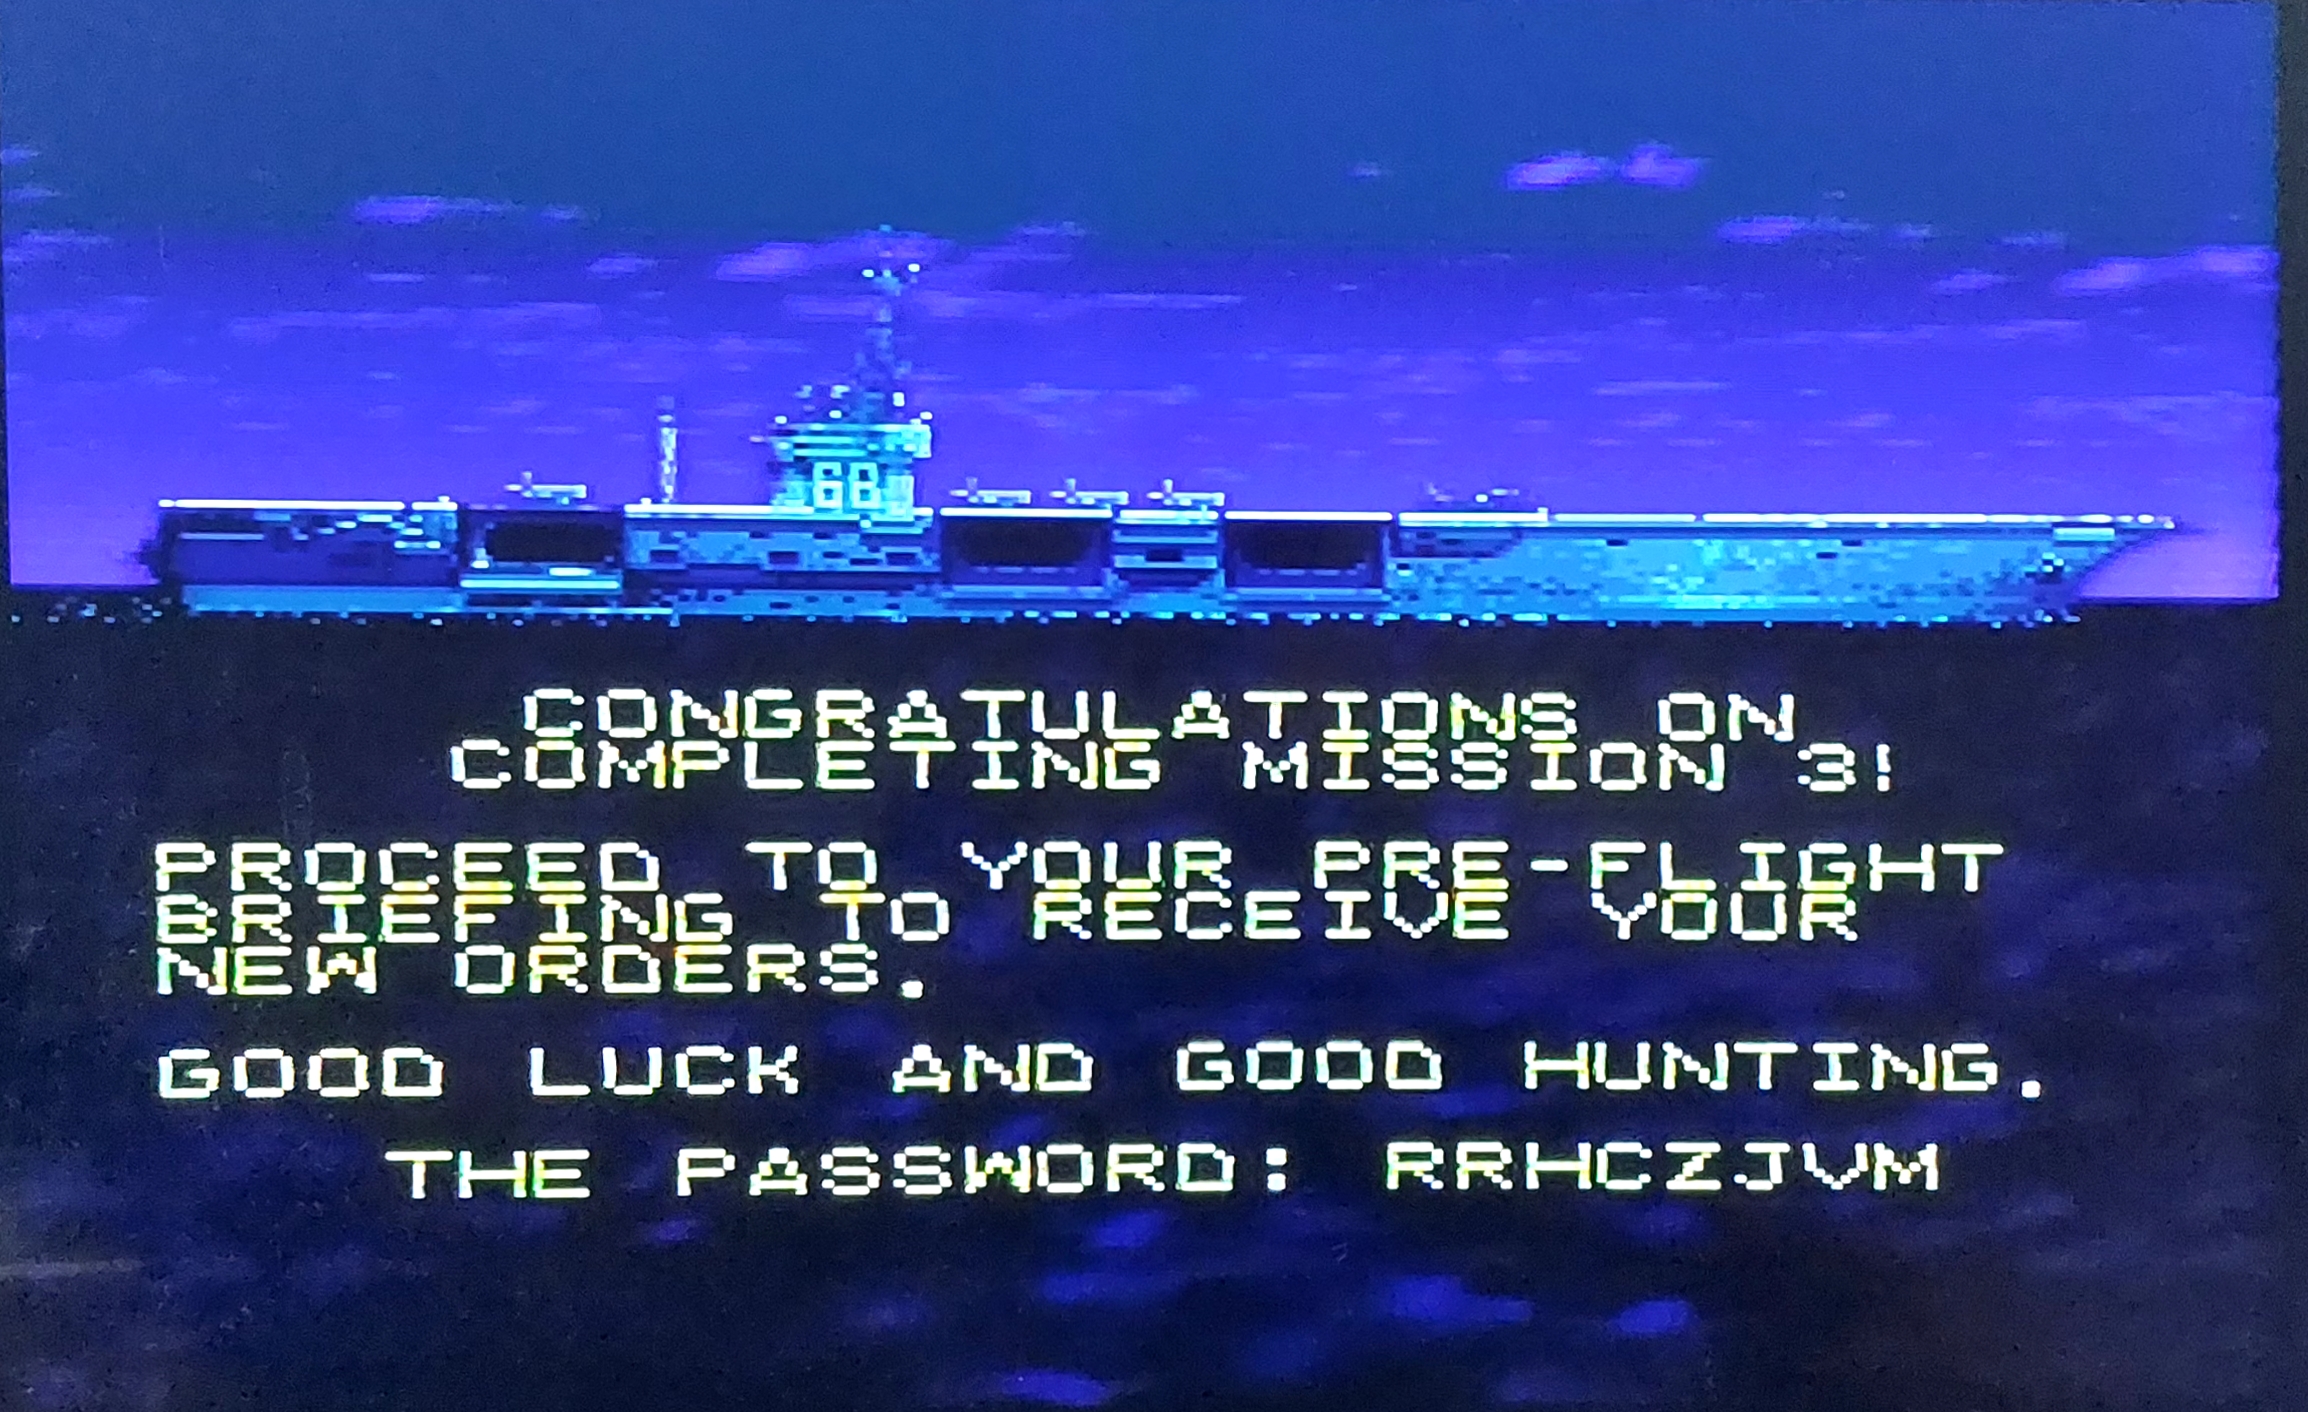 68
CONGRATULATIONS ON
COMPLETING MISSION 3!
PROCEED TO YOUR PRE-FLIGHT
BRIEFING TO RECEIVE YOUR
NEW ORDERS.
GOOD LUCK AND GOOD HUNTING.
THE PASSWORD: RRHCZJVM